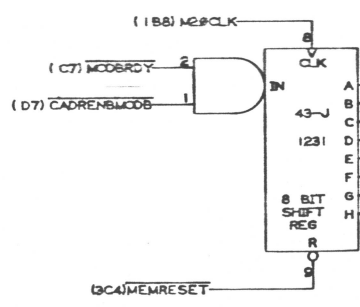 (1B8) M20CLK
8
CLK
(C7) MODBRDY
2
IN
A
(D7) CADRENBMODB
1
B
43-J
C
1231
D
E
F
8 BIT
G
SHIFT
H
REG
R
9
(3C4) MEMRESET